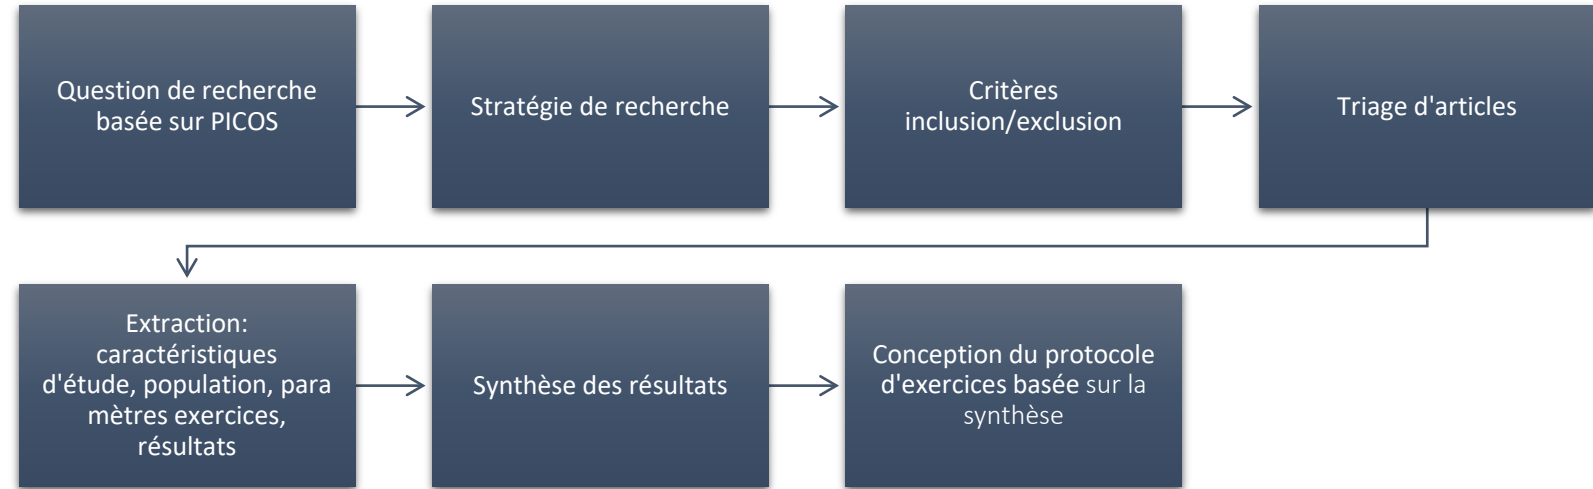 Question de recherche
basée sur PICOS
Stratégie de recherche
Critères
inclusion/exclusion
Triage d'articles
Extraction:
caractéristiques
d'étude, population, para
mètres exercices,
résultats
Synthèse des résultats
Conception du protocole
d'exercices basée sur la
synthèse